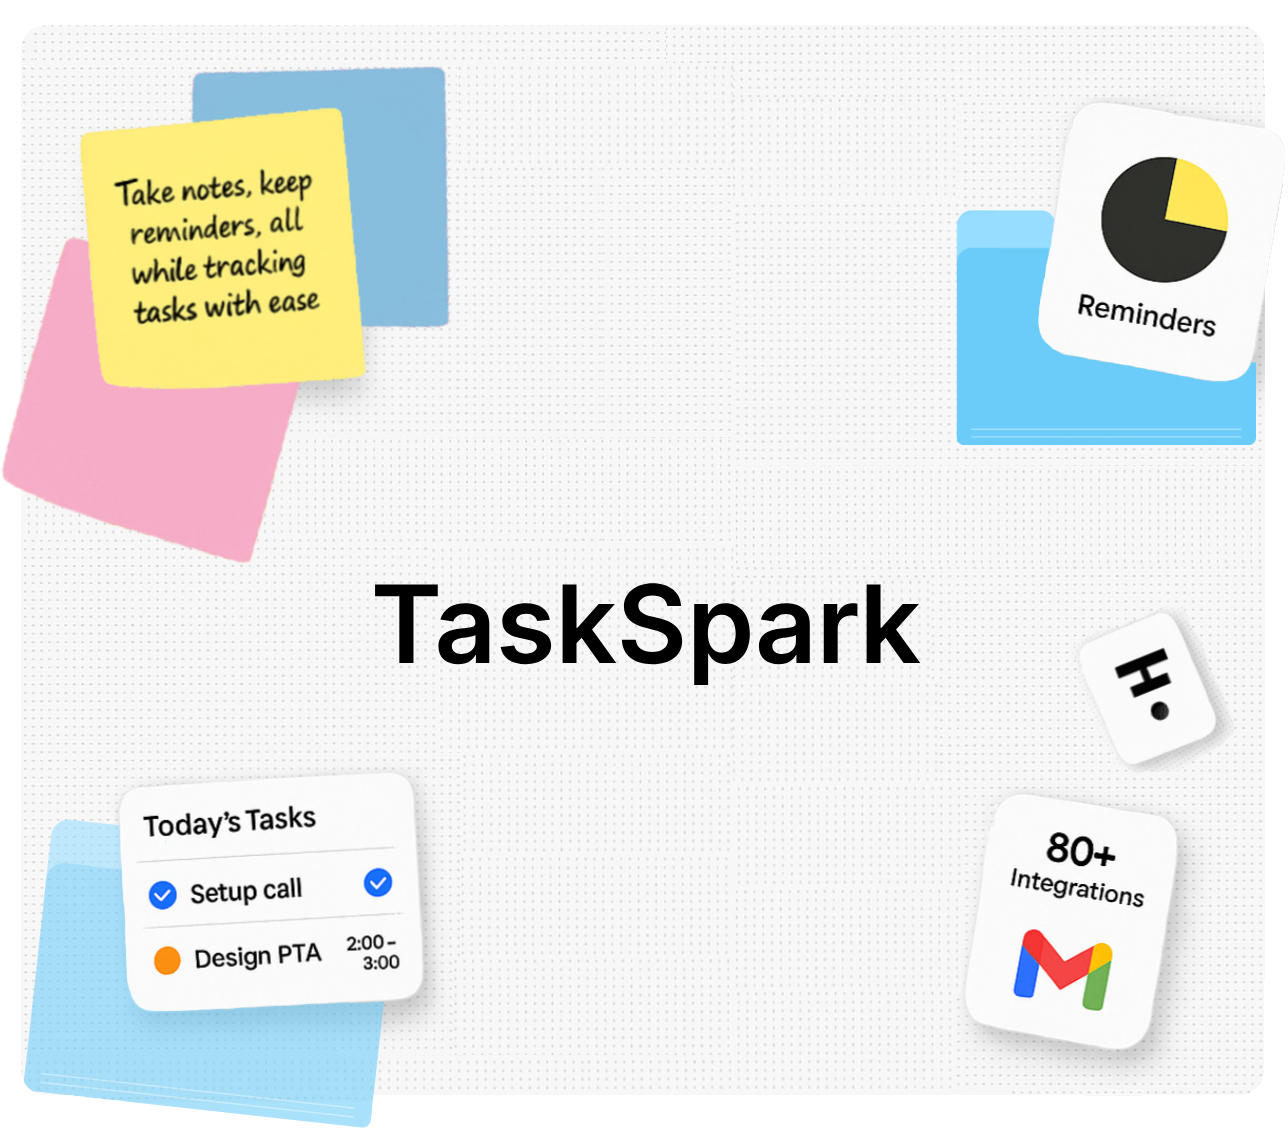 Take notes, keep
reminders, all
while tracking
tasks with ease
Reminders
TaskSpark
H.
Today's Tasks
Setup call
Design PTA 2:00–
3:00
80+
Integrations